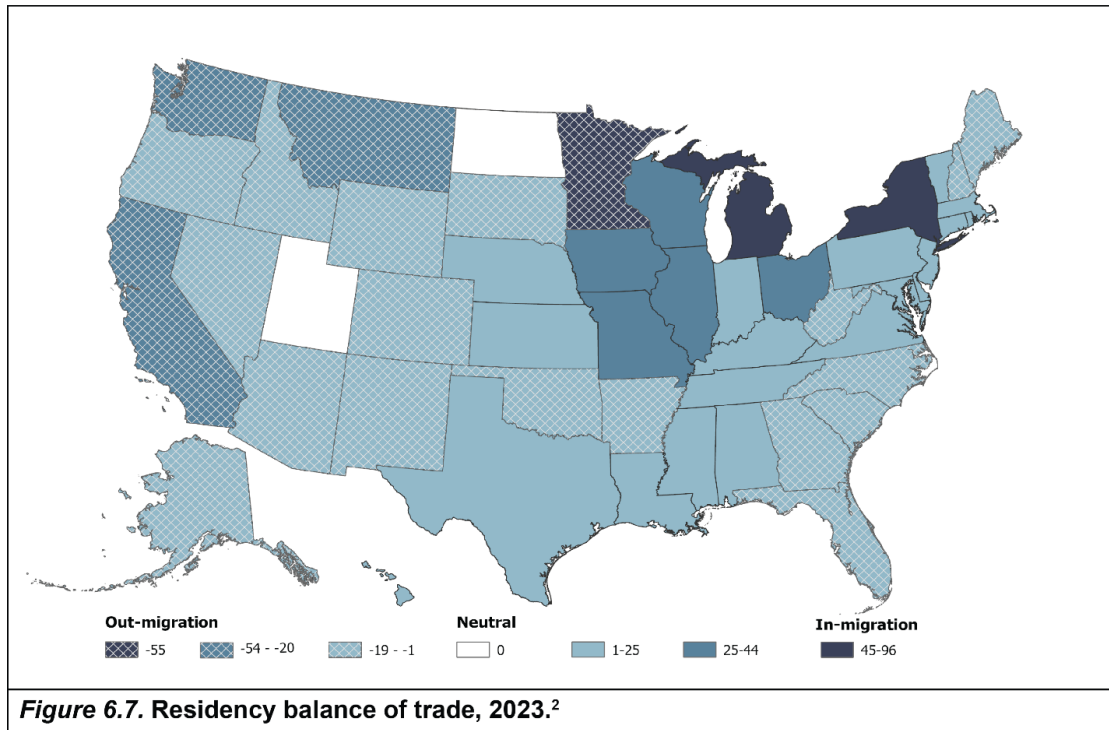 Out-migration Neutral In-migration
-55 -54 - -20 -19 - -1 0 1-25 25-44 45-96
Figure 6.7. Residency balance of trade, 2023.²